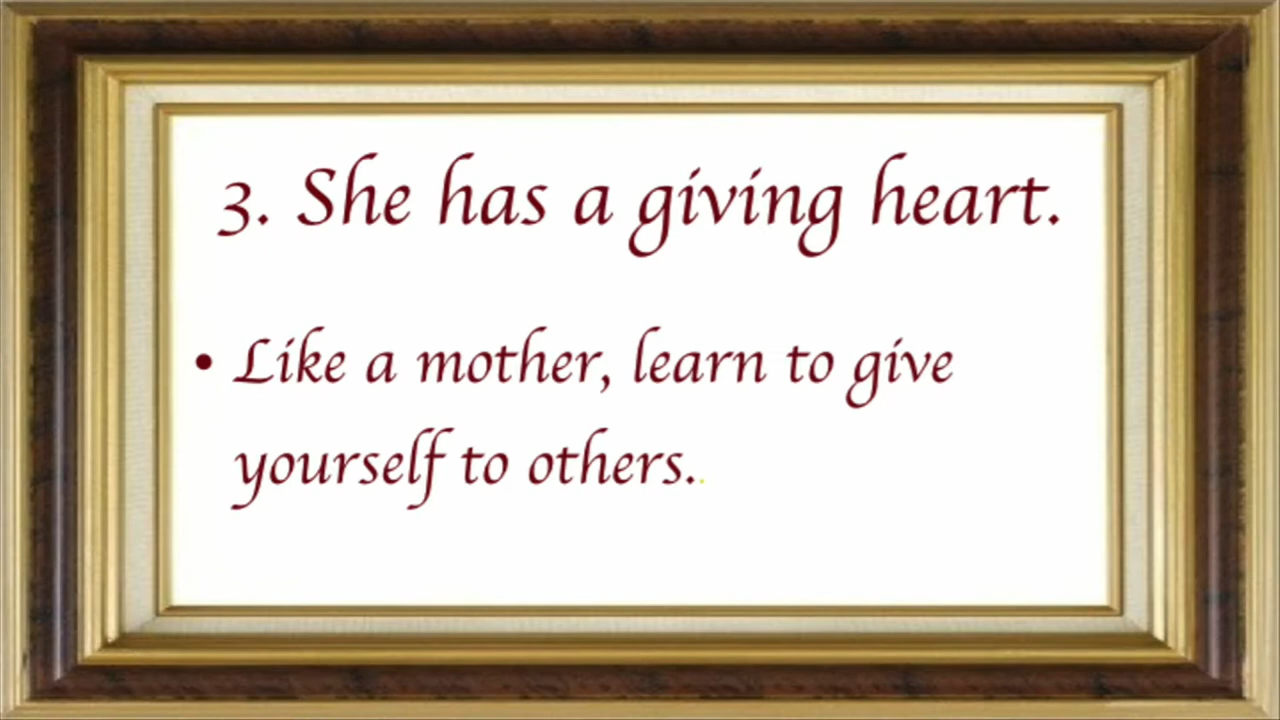 3. She has a giving heart.
• Like a mother, learn to give
yourself to others..